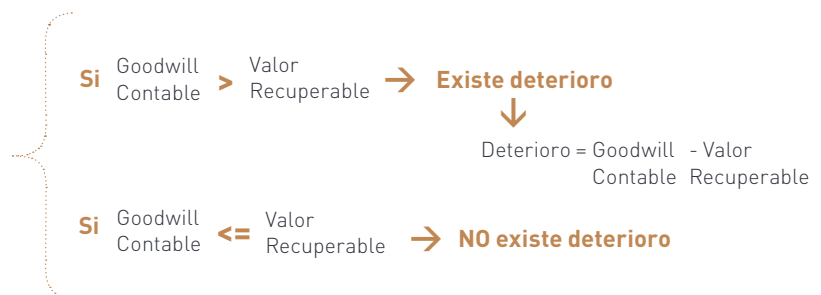 Si Goodwill Contable > Valor Recuperable → Existe deterioro
↓
Deterioro = Goodwill Contable - Valor Recuperable
Si Goodwill Contable <= Valor Recuperable → NO existe deterioro